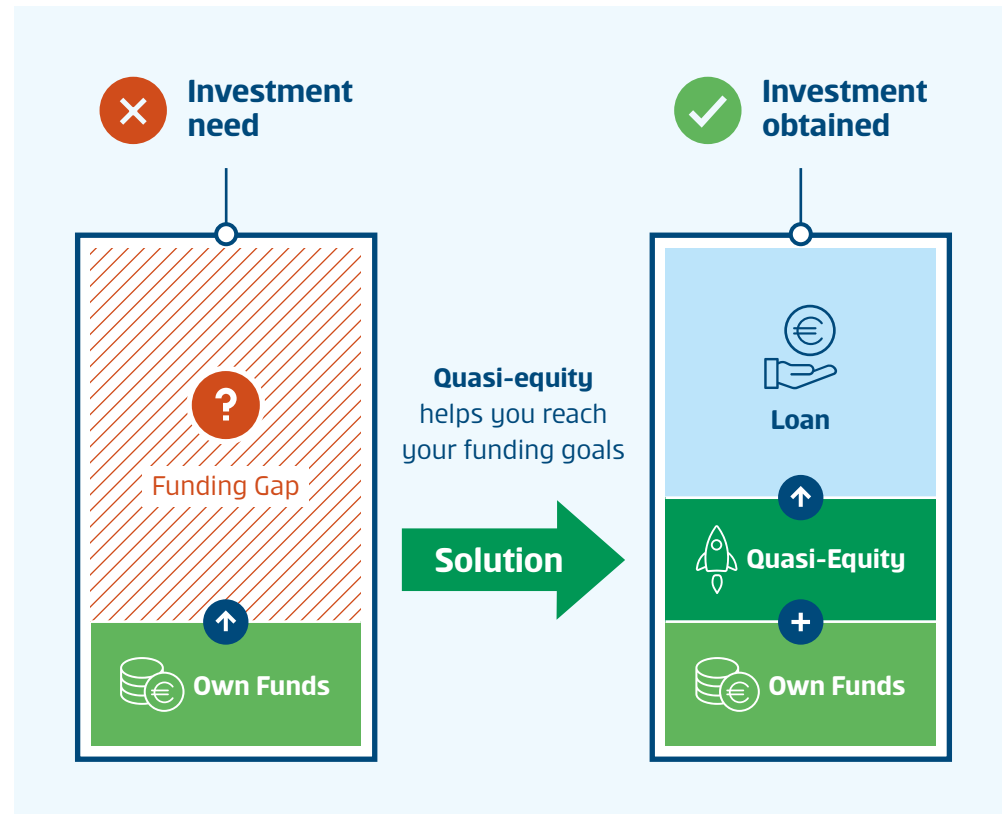 Investment
need
?
Funding Gap
Own Funds
Quasi-equity
helps you reach
your funding goals
Solution
Investment
obtained
€
Loan
Quasi-Equity
+
€
Own Funds